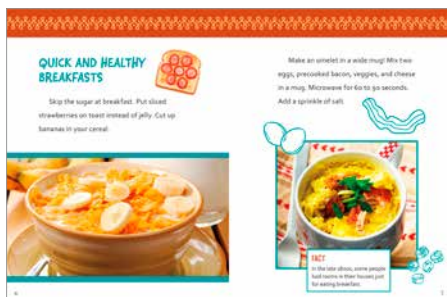 QUICK AND HEALTHY
BREAKFASTS
Skip the sugar at breakfast. Put sliced
strawberries on toast instead of jelly. Cut up
bananas in your cereal.
Make an omelet in a wide mug! Mix two
eggs, precooked bacon, veggies, and cheese
in a mug. Microwave for 60 to 90 seconds.
Add a sprinkle of salt.
FACT
In the late 1800s, some people
had rooms in their houses just
for eating breakfast.